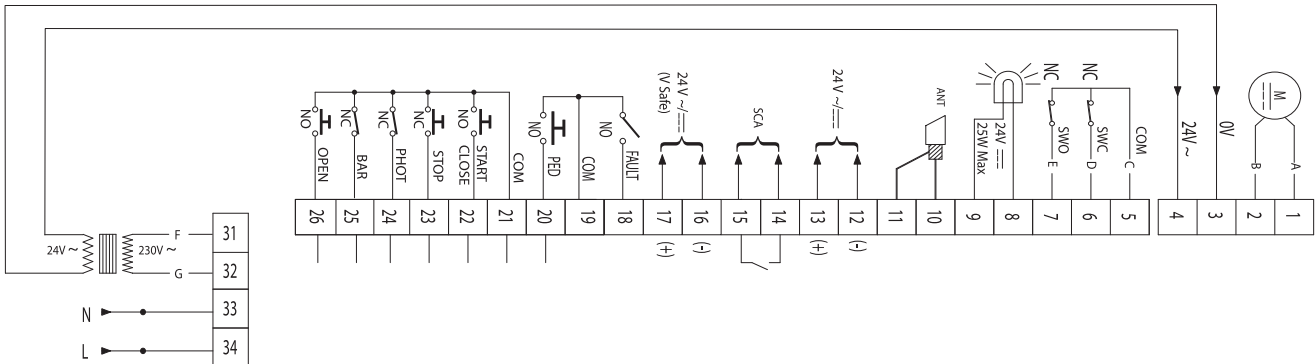 NO
OPEN
NC
BAR
NC
PHOT
NC
STOP
NO
START
CLOSE
COM
NO
PED
COM
NO
FAULT
24V ~/⎓
(V Safe)
SCA
24V ~/⎓
ANT
24V ⎓
25W Max
NC
SWO
E
NC
SWC
D
COM
C
24V~
0V
M
B
A
26
25
24
23
22
21
20
19
18
17
16
15
14
13
12
11
10
9
8
7
6
5
4
3
2
1
(+)
(-)
(+)
(-)
24V ~
230V ~
F
31
G
32
N
33
L
34